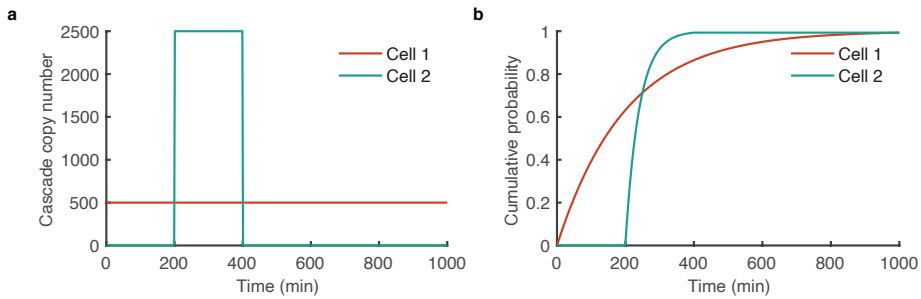 a
Cascade copy number
2500
2000
1500
1000
500
0
0
200
400
600
800
1000
Time (min)
Cell 1
Cell 2
b
Cumulative probability
1
0.8
0.6
0.4
0.2
0
0
200
400
600
800
1000
Time (min)
Cell 1
Cell 2